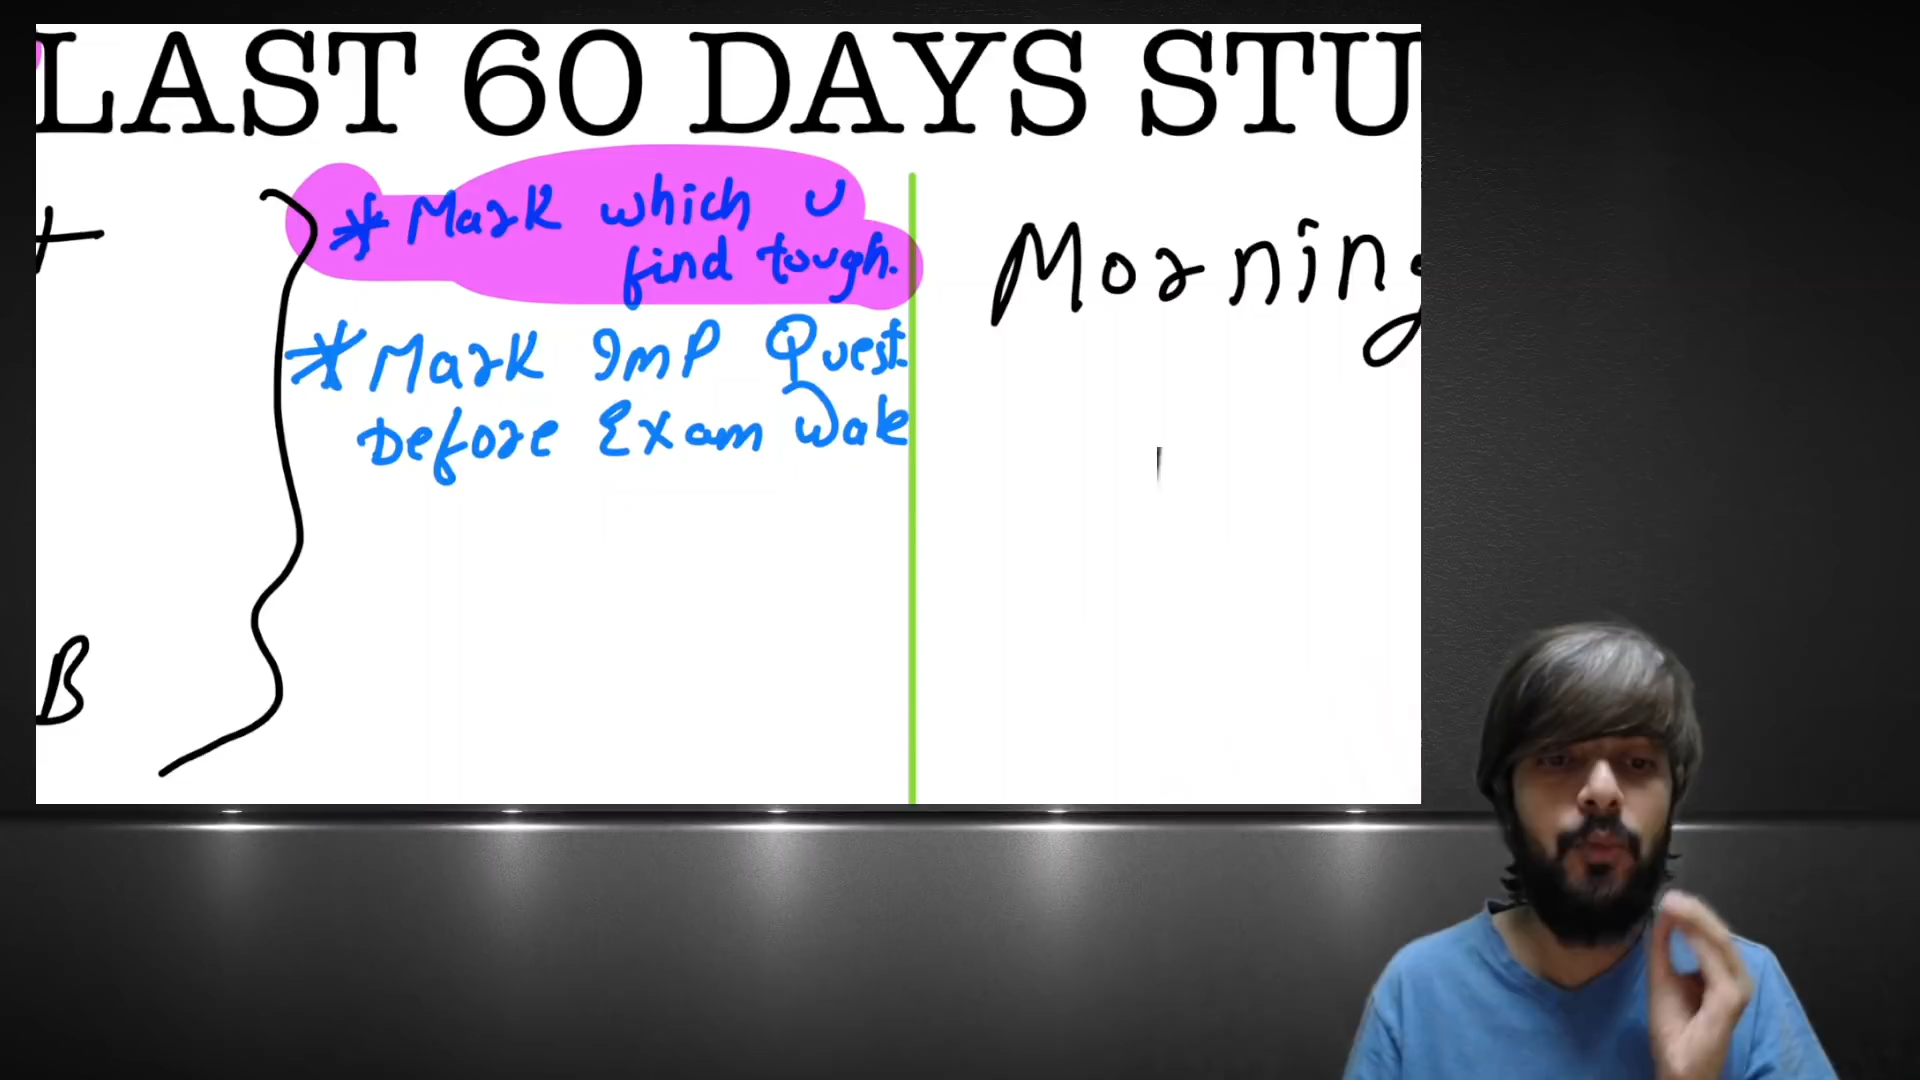 LAST 60 DAYS STU
* Mark which U
find tough.
* Mark Imp Quest.
Before Exam Wale
Morning
B